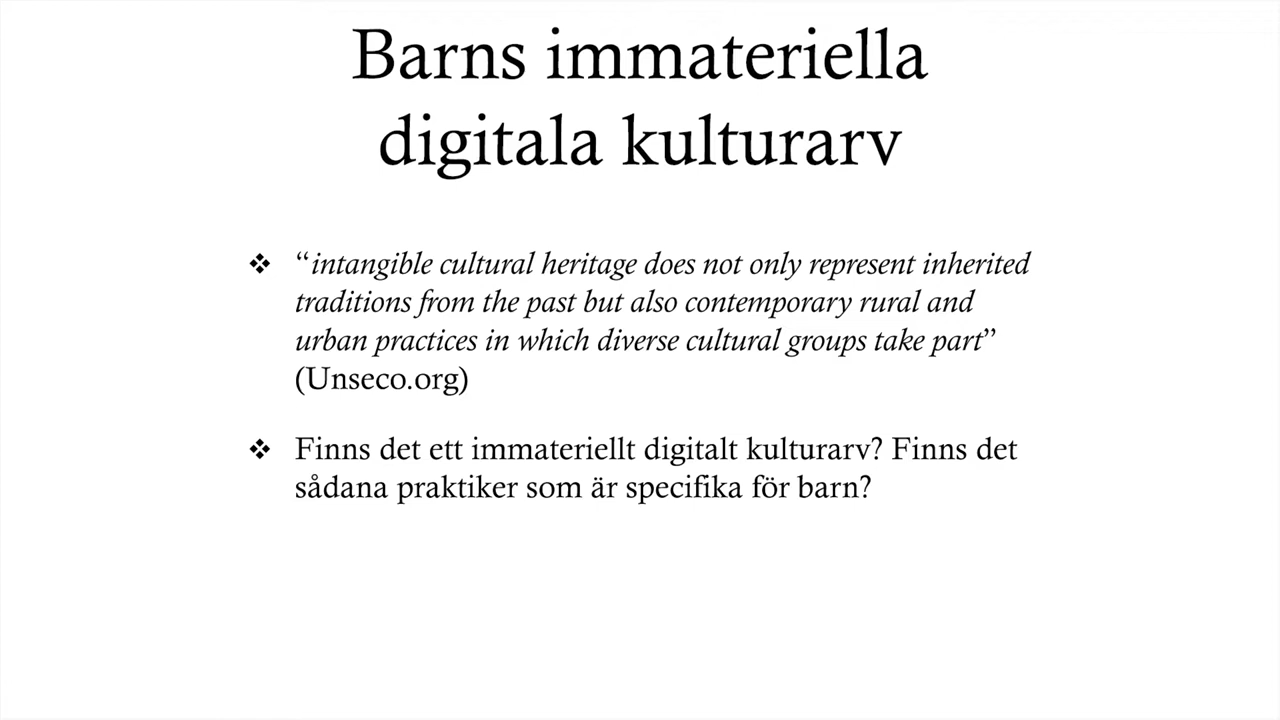 Barns immateriella
digitala kulturarv
❖ “intangible cultural heritage does not only represent inherited
traditions from the past but also contemporary rural and
urban practices in which diverse cultural groups take part”
(Unseco.org)
❖ Finns det ett immateriellt digitalt kulturarv? Finns det
sådana praktiker som är specifika för barn?